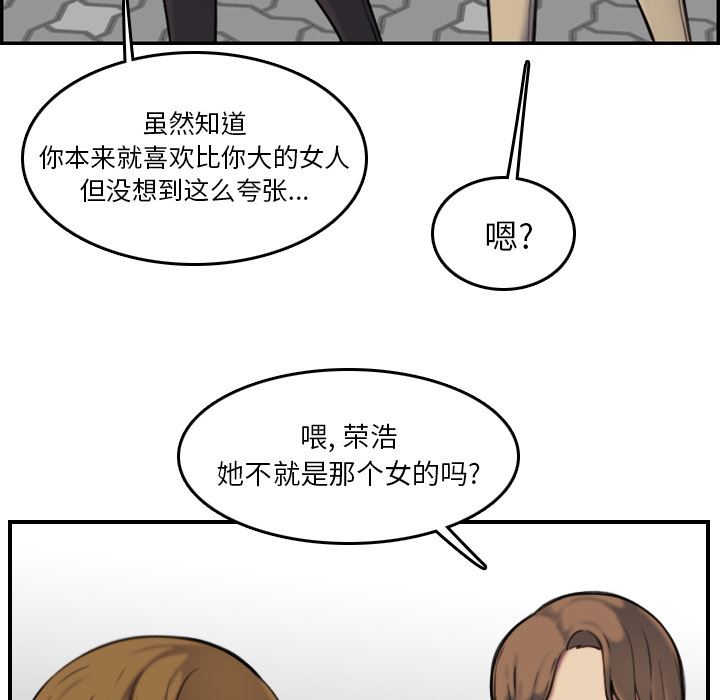 虽然知道
你本来就喜欢比你大的女人
但没想到这么夸张...
嗯?
喂, 荣浩
她不就是那个女的吗?